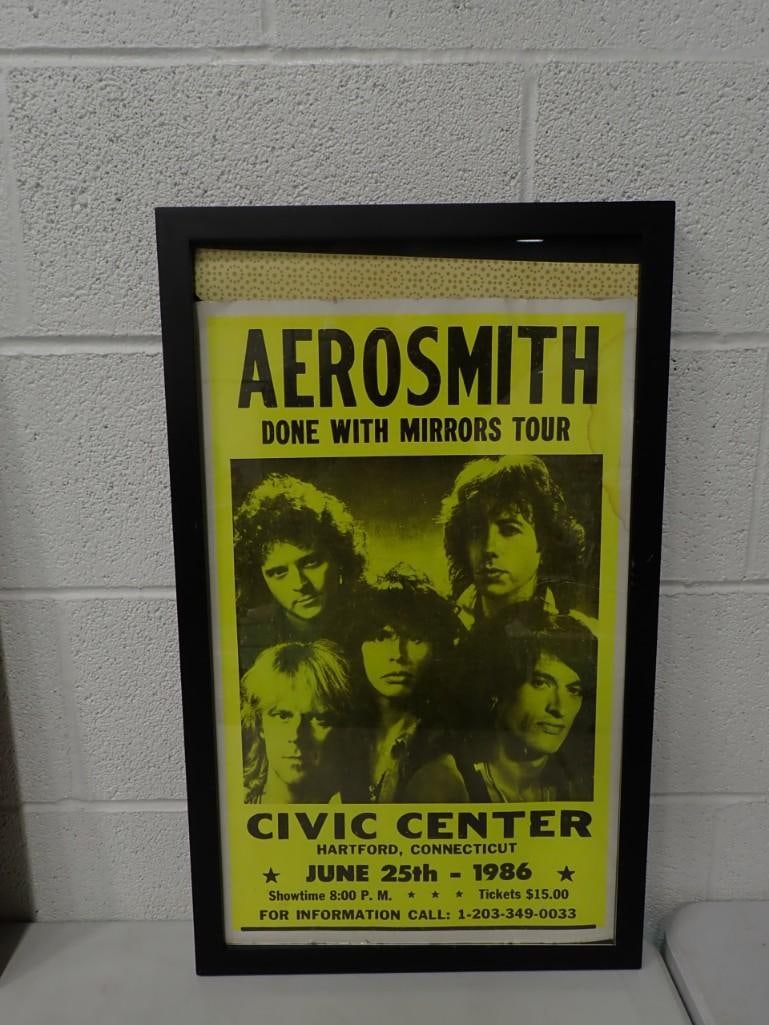 AEROSMITH
DONE WITH MIRRORS TOUR
CIVIC CENTER
HARTFORD, CONNECTICUT
★ JUNE 25th - 1986 ★
Showtime 8:00 P. M. ★ ★ ★ Tickets $15.00
FOR INFORMATION CALL: 1-203-349-0033